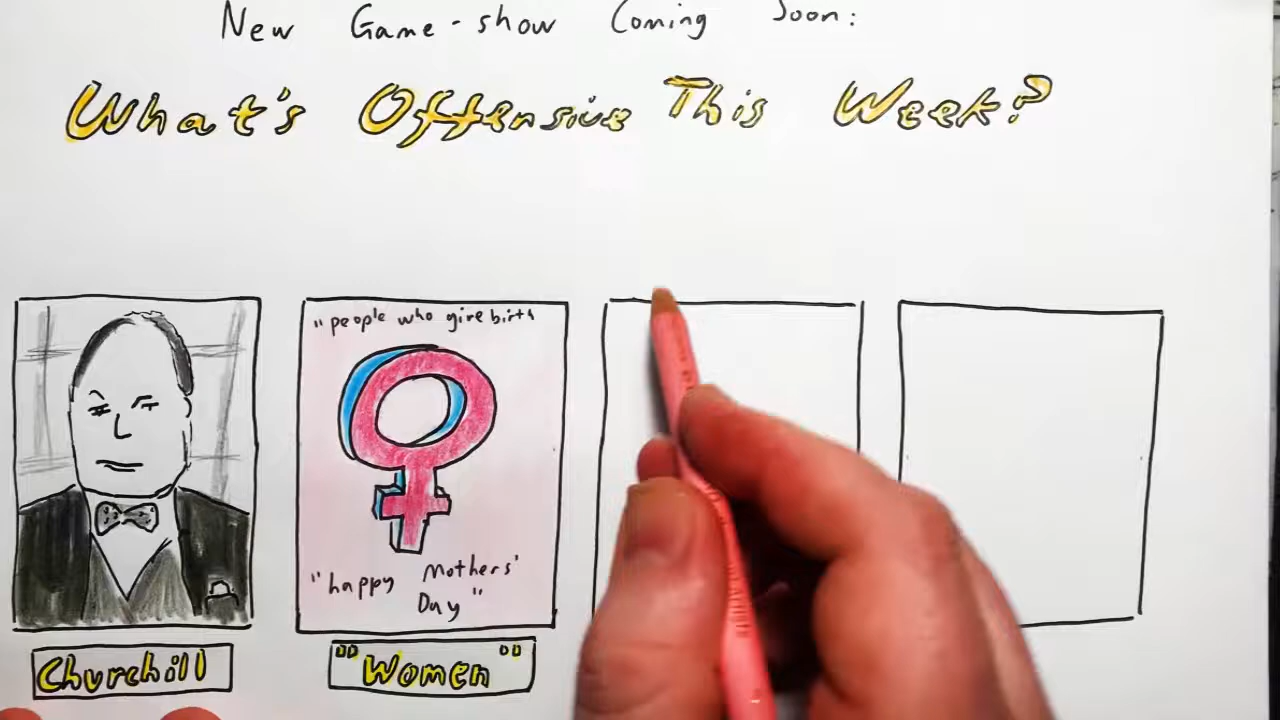 New Game-show Coming Soon:
What's Offensive This Week?
"people who give birth
"happy Mothers'
Day"
Churchill
"Women"